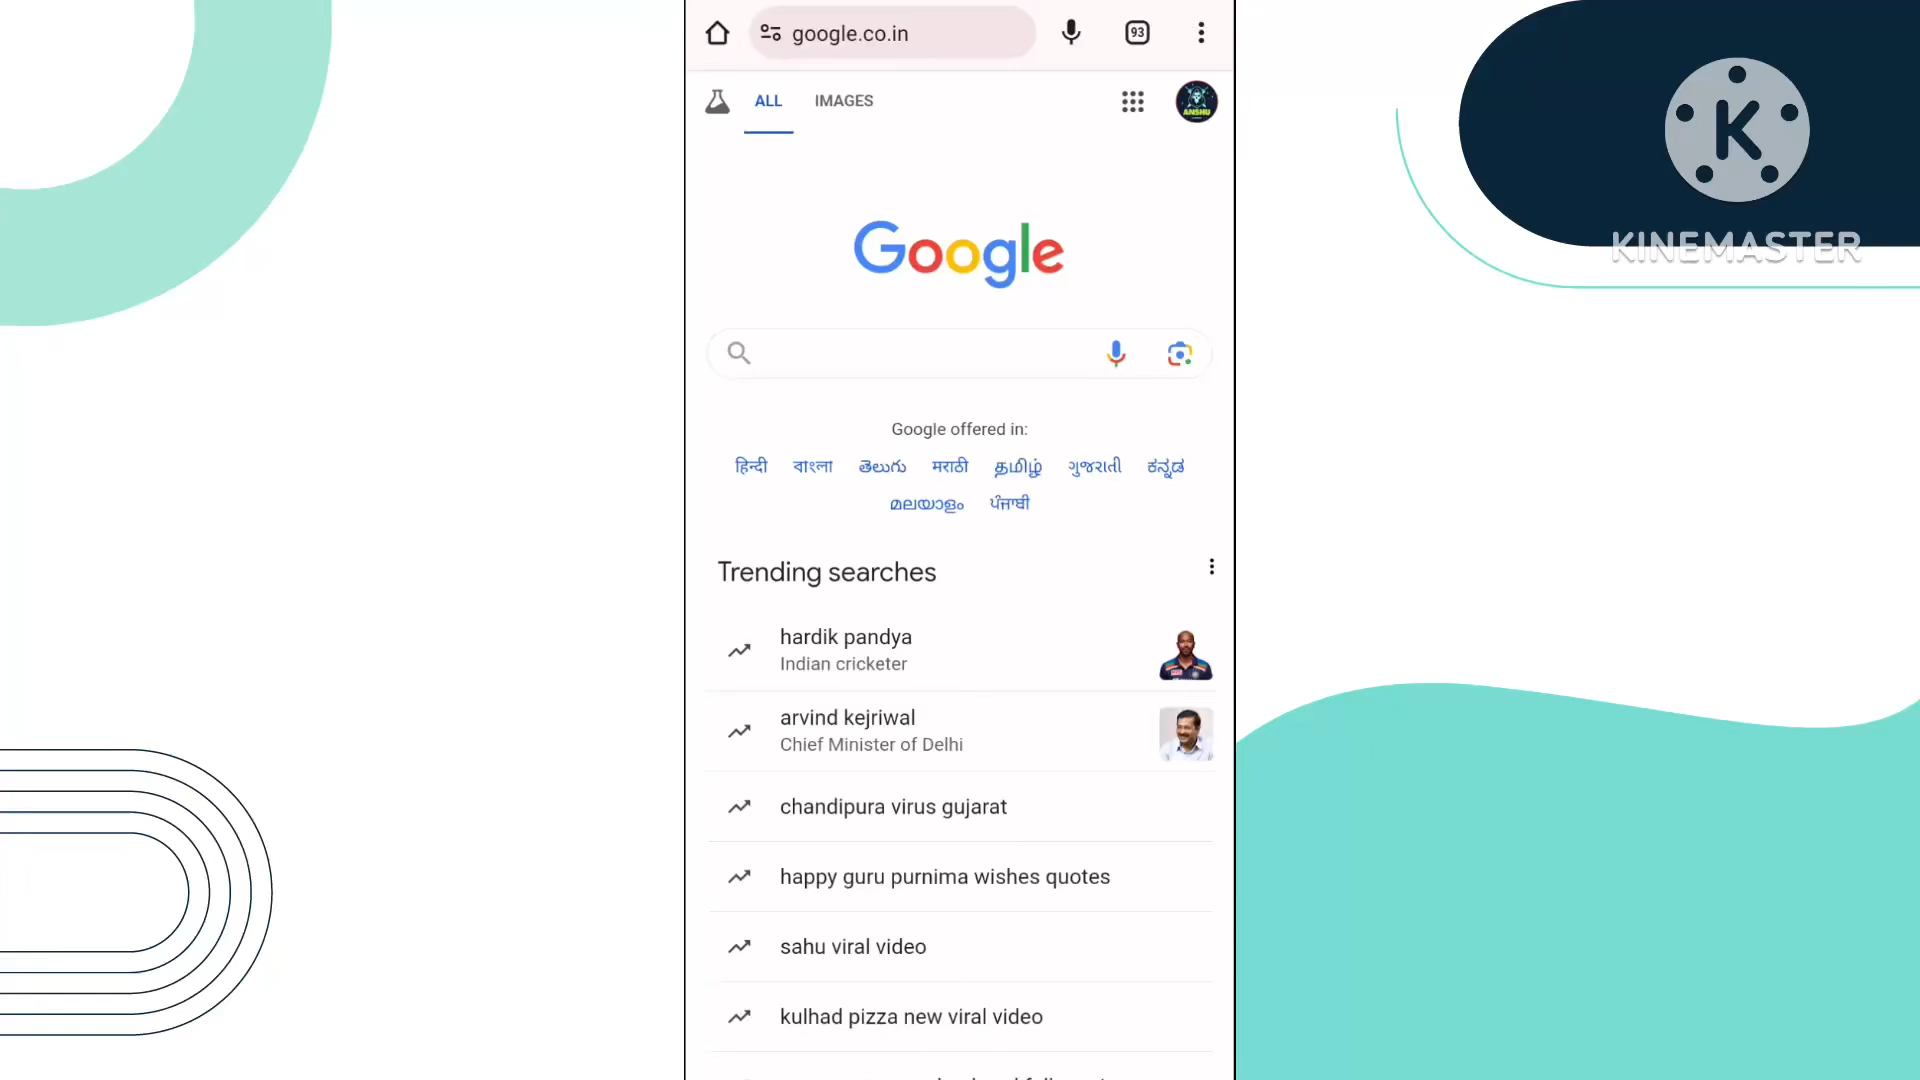 google.co.in
93
ALL IMAGES
ANSHU
K
KINEMASTER
Google
Google offered in:
हिन्दी বাংলা తెలుగు मराठी தமிழ் ગુજરાતી ಕನ್ನಡ
മലയാളം ਪੰਜਾਬੀ
Trending searches
hardik pandya
Indian cricketer
arvind kejriwal
Chief Minister of Delhi
chandipura virus gujarat
happy guru purnima wishes quotes
sahu viral video
kulhad pizza new viral video